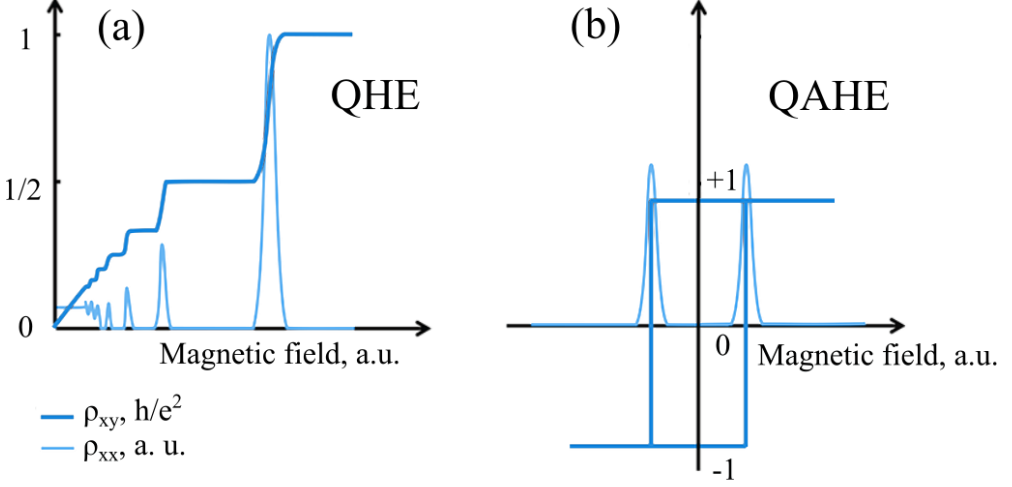 (a)
QHE
1
1/2
0
Magnetic field, a.u.
ρxy, h/e²
ρxx, a. u.
(b)
QAHE
+1
0
Magnetic field, a.u.
-1